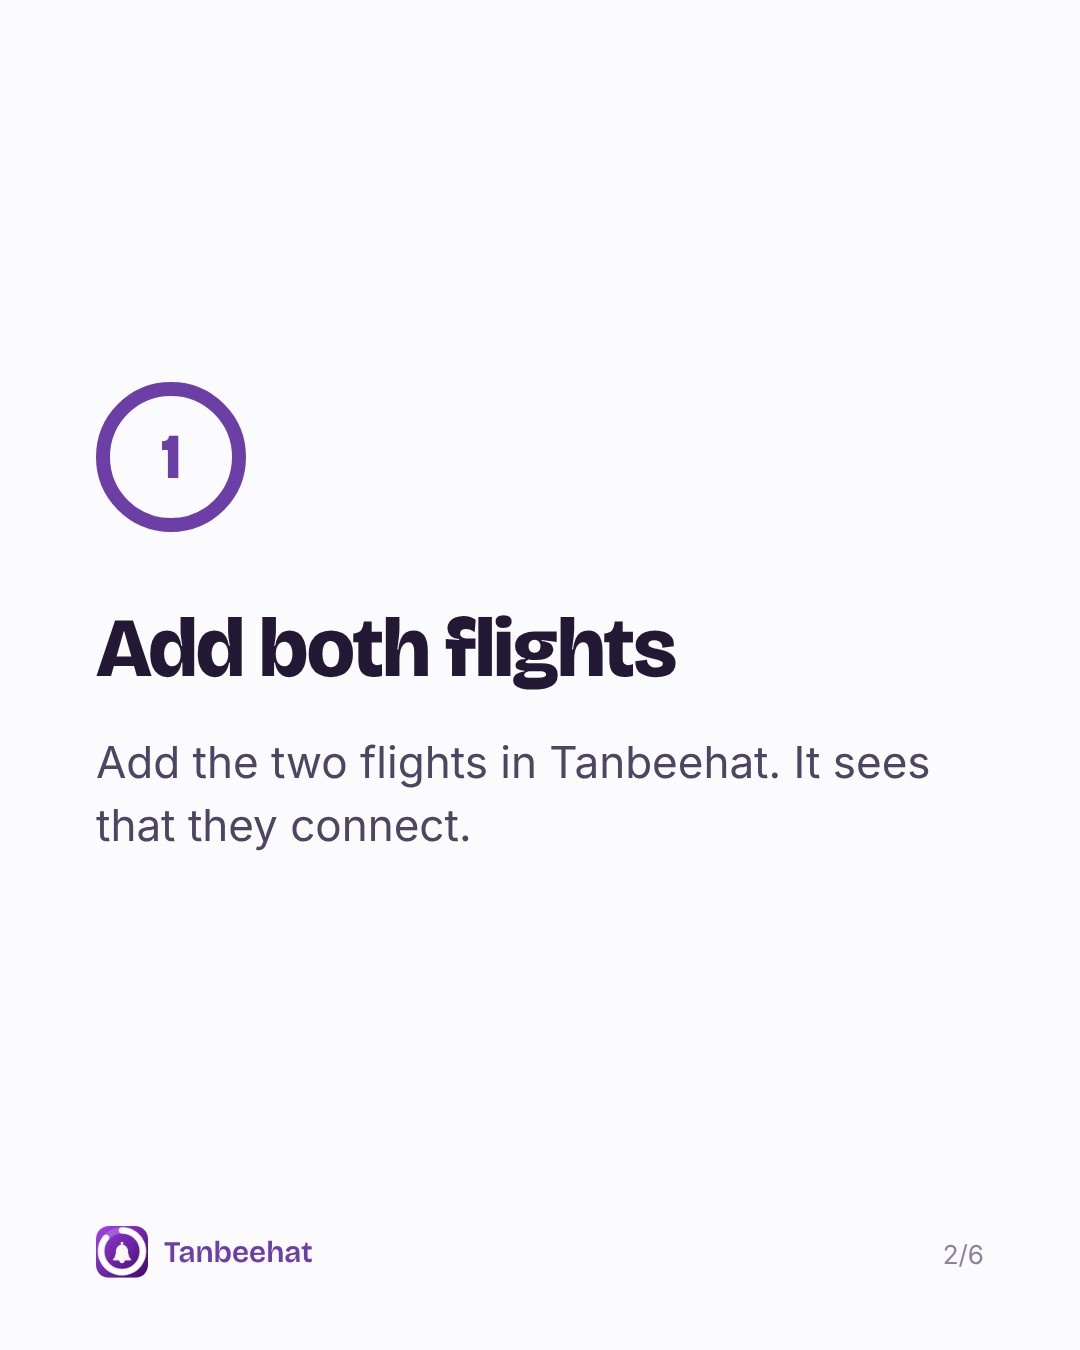 1
Add both flights
Add the two flights in Tanbeehat. It sees
that they connect.
Tanbeehat
2/6